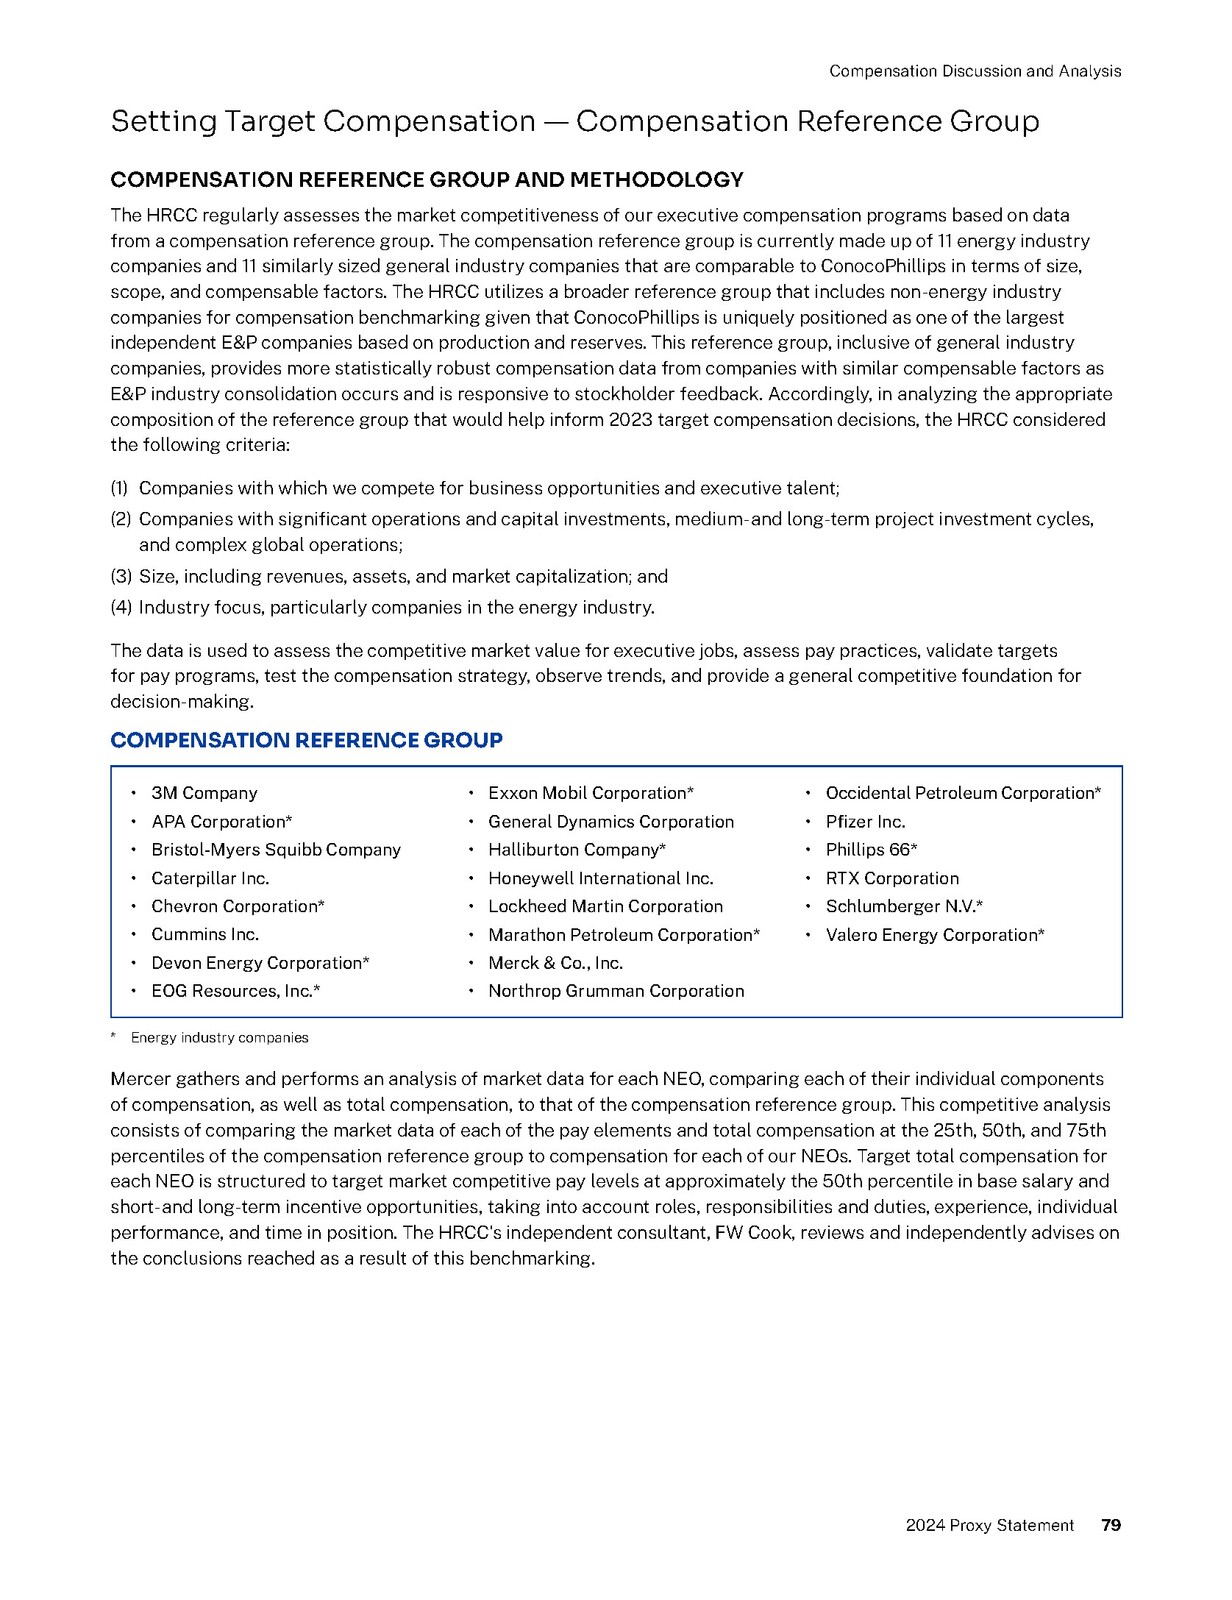 Compensation Discussion and Analysis
Setting Target Compensation — Compensation Reference Group
COMPENSATION REFERENCE GROUP AND METHODOLOGY
The HRCC regularly assesses the market competitiveness of our executive compensation programs based on data
from a compensation reference group. The compensation reference group is currently made up of 11 energy industry
companies and 11 similarly sized general industry companies that are comparable to ConocoPhillips in terms of size,
scope, and compensable factors. The HRCC utilizes a broader reference group that includes non-energy industry
companies for compensation benchmarking given that ConocoPhillips is uniquely positioned as one of the largest
independent E&P companies based on production and reserves. This reference group, inclusive of general industry
companies, provides more statistically robust compensation data from companies with similar compensable factors as
E&P industry consolidation occurs and is responsive to stockholder feedback. Accordingly, in analyzing the appropriate
composition of the reference group that would help inform 2023 target compensation decisions, the HRCC considered
the following criteria:
(1) Companies with which we compete for business opportunities and executive talent;
(2) Companies with significant operations and capital investments, medium-and long-term project investment cycles,
and complex global operations;
(3) Size, including revenues, assets, and market capitalization; and
(4) Industry focus, particularly companies in the energy industry.
The data is used to assess the competitive market value for executive jobs, assess pay practices, validate targets
for pay programs, test the compensation strategy, observe trends, and provide a general competitive foundation for
decision-making.
COMPENSATION REFERENCE GROUP
• 3M Company
• APA Corporation*
• Bristol-Myers Squibb Company
• Caterpillar Inc.
• Chevron Corporation*
• Cummins Inc.
• Devon Energy Corporation*
• EOG Resources, Inc.*
• Exxon Mobil Corporation*
• General Dynamics Corporation
• Halliburton Company*
• Honeywell International Inc.
• Lockheed Martin Corporation
• Marathon Petroleum Corporation*
• Merck & Co., Inc.
• Northrop Grumman Corporation
• Occidental Petroleum Corporation*
• Pfizer Inc.
• Phillips 66*
• RTX Corporation
• Schlumberger N.V.*
• Valero Energy Corporation*
* Energy industry companies
Mercer gathers and performs an analysis of market data for each NEO, comparing each of their individual components
of compensation, as well as total compensation, to that of the compensation reference group. This competitive analysis
consists of comparing the market data of each of the pay elements and total compensation at the 25th, 50th, and 75th
percentiles of the compensation reference group to compensation for each of our NEOs. Target total compensation for
each NEO is structured to target market competitive pay levels at approximately the 50th percentile in base salary and
short-and long-term incentive opportunities, taking into account roles, responsibilities and duties, experience, individual
performance, and time in position. The HRCC's independent consultant, FW Cook, reviews and independently advises on
the conclusions reached as a result of this benchmarking.
2024 Proxy Statement 79